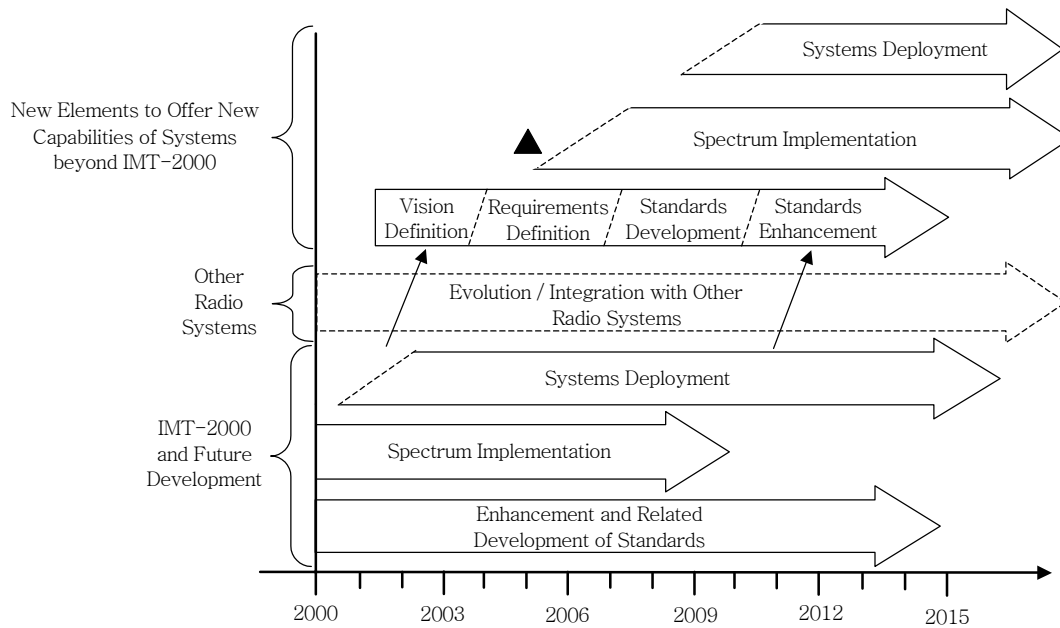 Systems Deployment
New Elements to Offer New
Capabilities of Systems
beyond IMT-2000
Spectrum Implementation
Vision
Definition
Requirements
Definition
Standards
Development
Standards
Enhancement
Other
Radio
Systems
Evolution / Integration with Other
Radio Systems
IMT-2000
and Future
Development
Systems Deployment
Spectrum Implementation
Enhancement and Related
Development of Standards
2000 2003 2006 2009 2012 2015